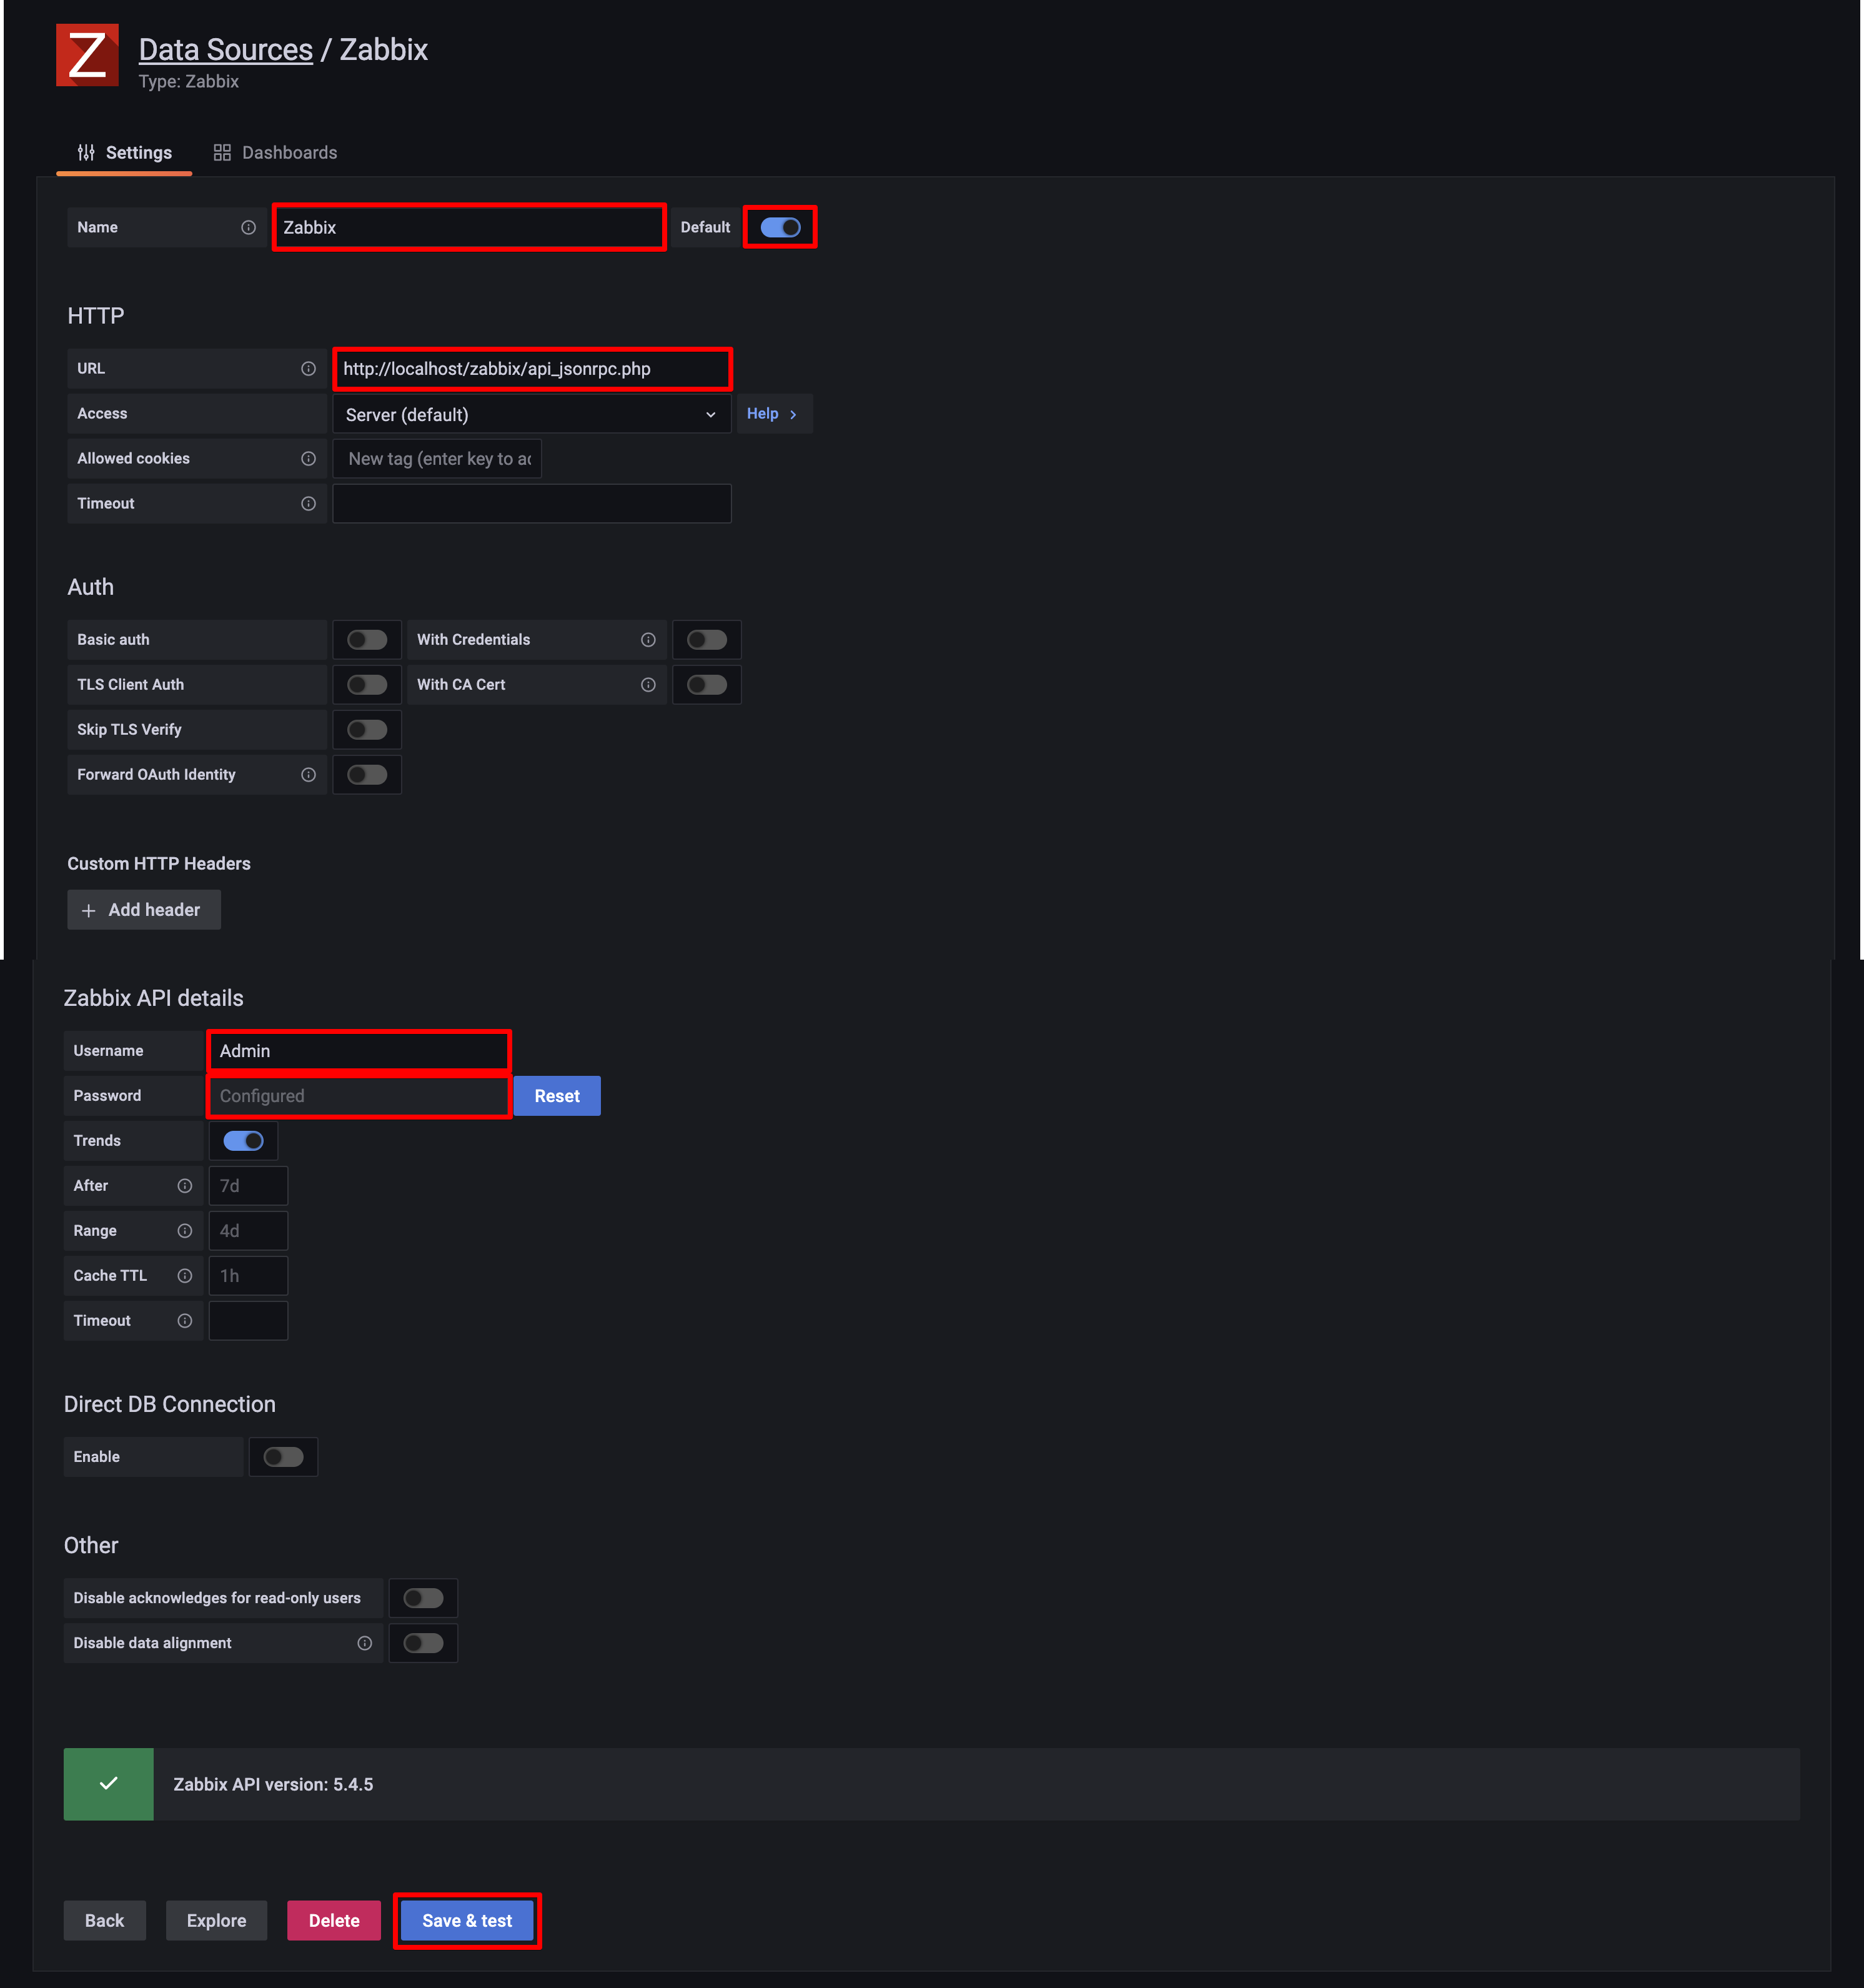 Z
Data Sources / Zabbix
Type: Zabbix
Settings
Dashboards
Name
Zabbix
Default
HTTP
URL
http://localhost/zabbix/api_jsonrpc.php
Access
Server (default)
Help
Allowed cookies
New tag (enter key to ac
Timeout
Auth
Basic auth
With Credentials
TLS Client Auth
With CA Cert
Skip TLS Verify
Forward OAuth Identity
Custom HTTP Headers
Add header
Zabbix API details
Username
Admin
Password
Configured
Reset
Trends
After
7d
Range
4d
Cache TTL
1h
Timeout
Direct DB Connection
Enable
Other
Disable acknowledges for read-only users
Disable data alignment
Zabbix API version: 5.4.5
Back
Explore
Delete
Save & test